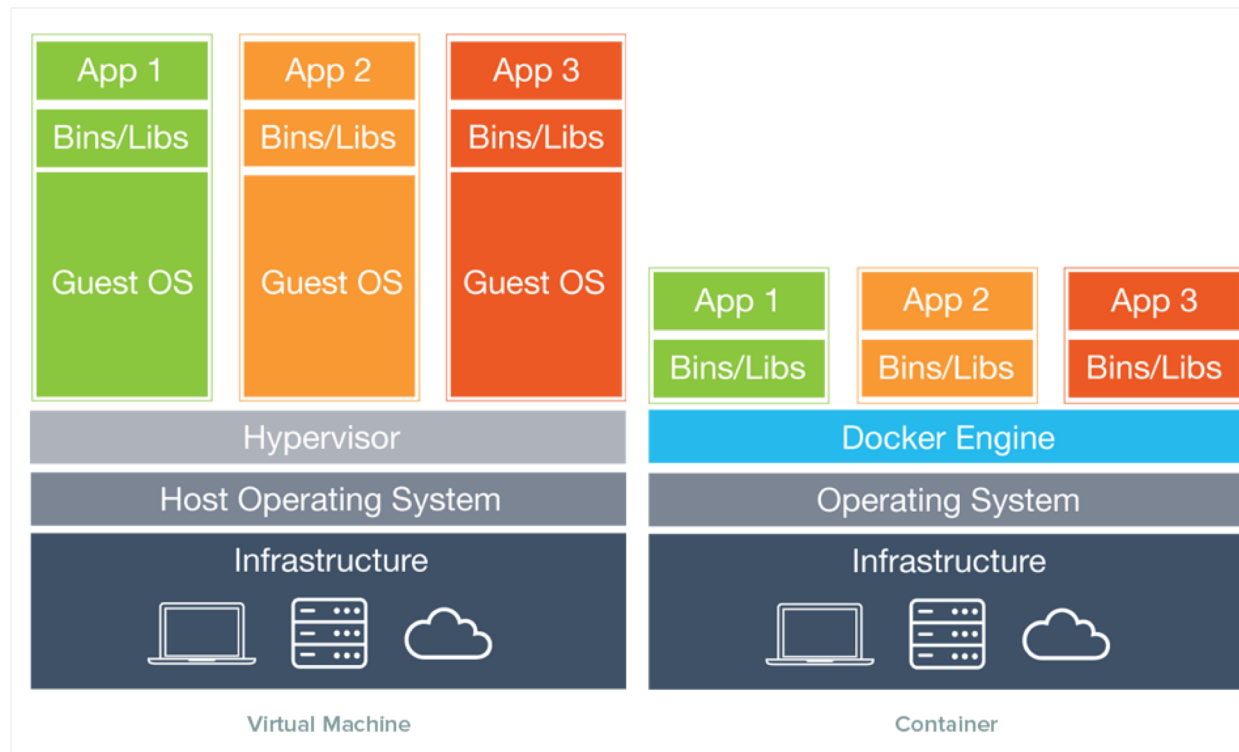 App 1
App 2
App 3
Bins/Libs
Bins/Libs
Bins/Libs
Guest OS
Guest OS
Guest OS
Hypervisor
Host Operating System
Infrastructure
Virtual Machine
App 1
App 2
App 3
Bins/Libs
Bins/Libs
Bins/Libs
Docker Engine
Operating System
Infrastructure
Container